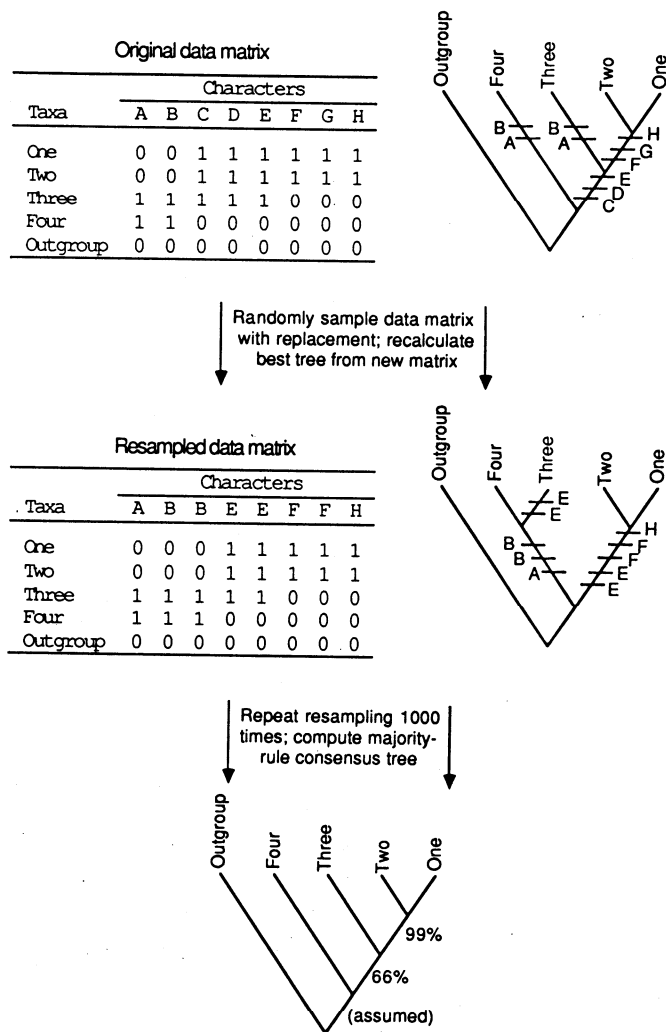 Original data matrix
Characters
Taxa A B C D E F G H
One 0 0 1 1 1 1 1 1
Two 0 0 1 1 1 1 1 1
Three 1 1 1 1 1 0 0 0
Four 1 1 0 0 0 0 0 0
Outgroup 0 0 0 0 0 0 0 0
Outgroup
Four
Three
Two
One
B
A
B
A
H
G
F
E
D
C
Randomly sample data matrix
with replacement; recalculate
best tree from new matrix
Resampled data matrix
Characters
Taxa A B B E E F F H
One 0 0 0 1 1 1 1 1
Two 0 0 0 1 1 1 1 1
Three 1 1 1 1 1 0 0 0
Four 1 1 1 0 0 0 0 0
Outgroup 0 0 0 0 0 0 0 0
Outgroup
Four
Three
Two
One
E
E
B
B
A
H
F
F
E
E
Repeat resampling 1000
times; compute majority-
rule consensus tree
Outgroup
Four
Three
Two
One
99%
66%
(assumed)